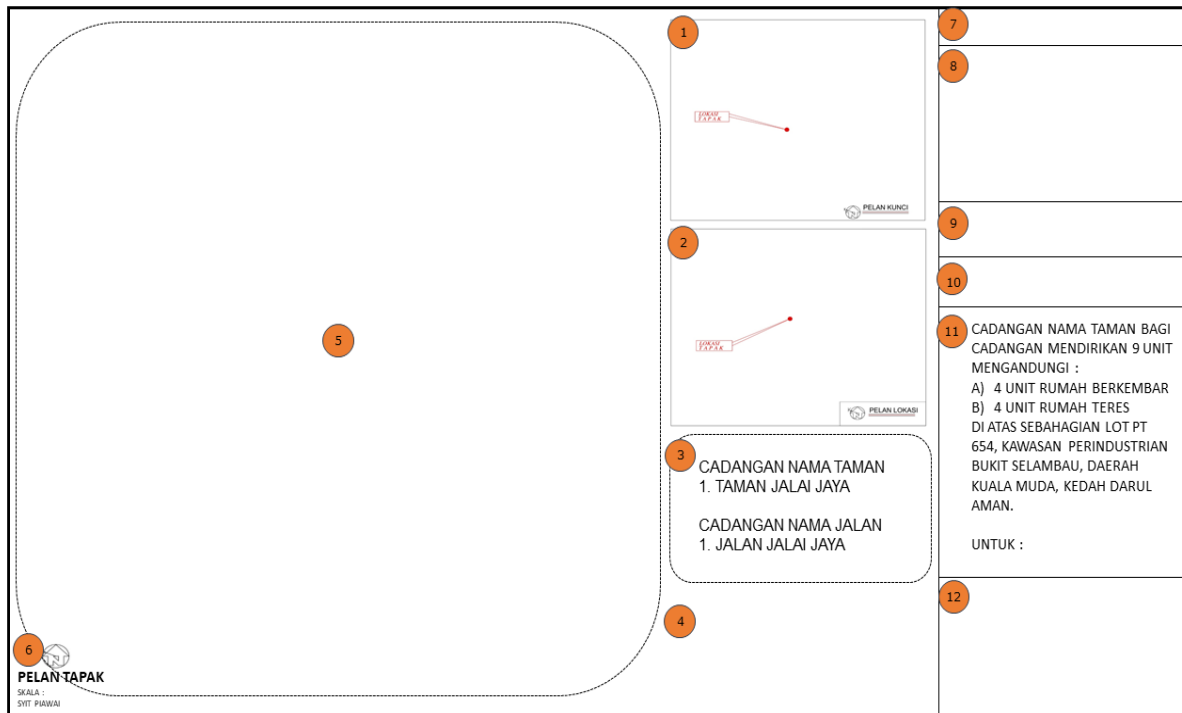 1
LOKASI
TAPAK
PELAN KUNCI
2
LOKASI
TAPAK
PELAN LOKASI
3
CADANGAN NAMA TAMAN
1. TAMAN JALAI JAYA
CADANGAN NAMA JALAN
1. JALAN JALAI JAYA
4
5
6
PELAN TAPAK
SKALA :
SYIT PIAWAI
7
8
9
10
11
CADANGAN NAMA TAMAN BAGI
CADANGAN MENDIRIKAN 9 UNIT
MENGANDUNGI :
A) 4 UNIT RUMAH BERKEMBAR
B) 4 UNIT RUMAH TERES
DI ATAS SEBAHAGIAN LOT PT
654, KAWASAN PERINDUSTRIAN
BUKIT SELAMBAU, DAERAH
KUALA MUDA, KEDAH DARUL
AMAN.
UNTUK :
12